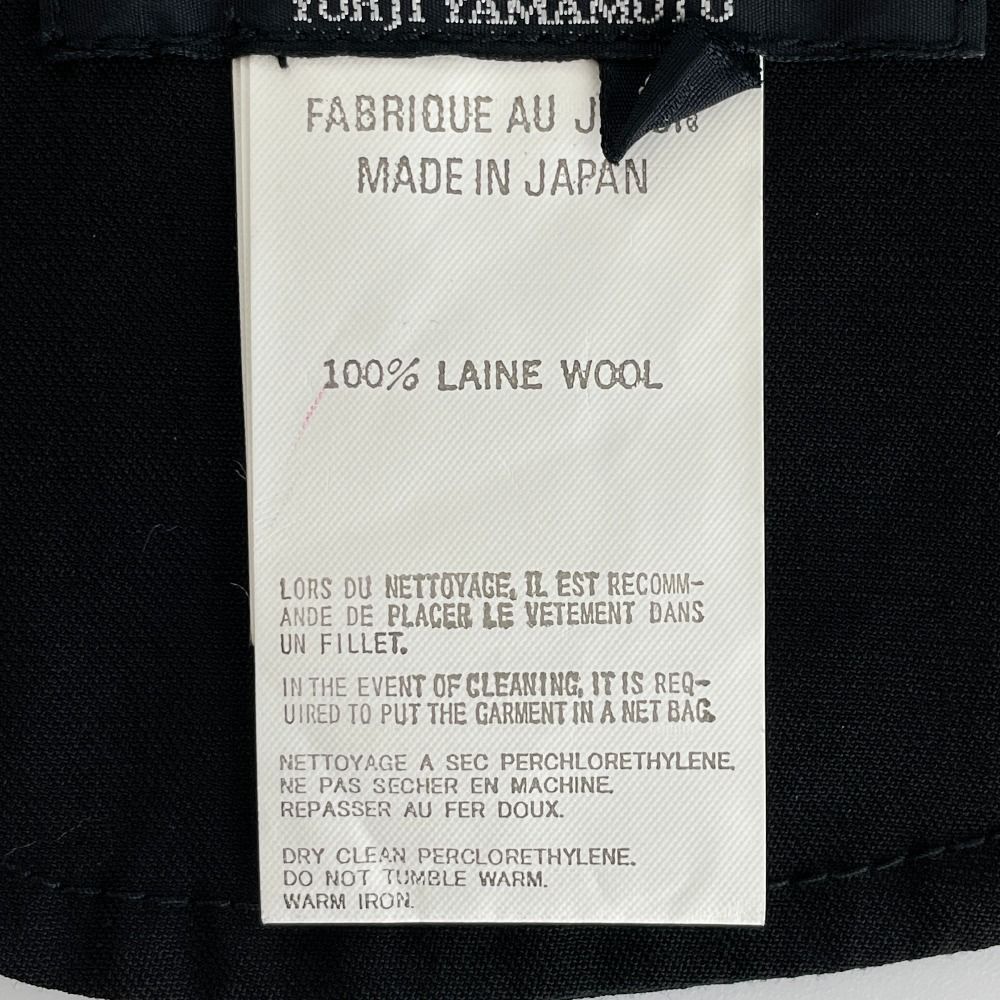 YOHJI YAMAMOTO
FABRIQUE AU JAPON
MADE IN JAPAN
100% LAINE WOOL
LORS DU NETTOYAGE, IL EST RECOMM-
ANDE DE PLACER LE VETEMENT DANS
UN FILLET.
IN THE EVENT OF CLEANING, IT IS REQ-
UIRED TO PUT THE GARMENT IN A NET BAG.
NETTOYAGE A SEC PERCHLORETHYLENE.
NE PAS SECHER EN MACHINE.
REPASSER AU FER DOUX.
DRY CLEAN PERCLORETHYLENE.
DO NOT TUMBLE WARM.
WARM IRON.